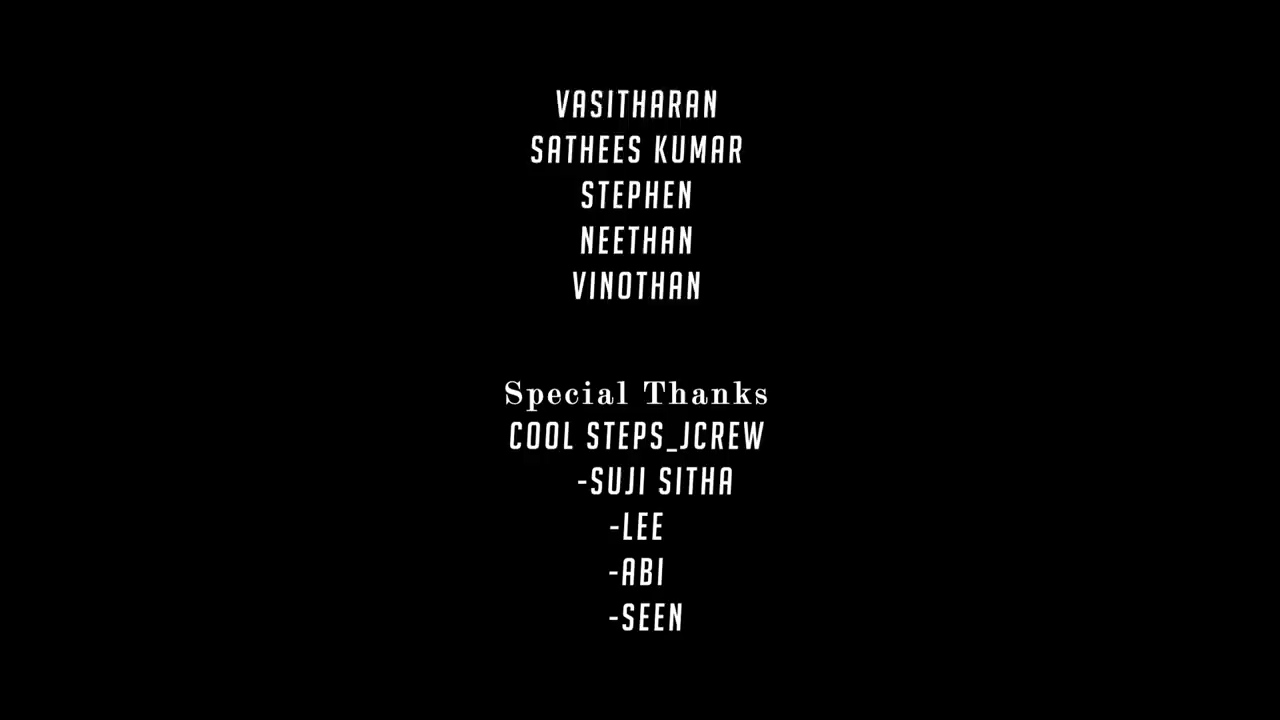 VASITHARAN
SATHEES KUMAR
STEPHEN
NEETHAN
VINOTHAN
Special Thanks
COOL STEPS_JCREW
-SUJI SITHA
-LEE
-ABI
-SEEN